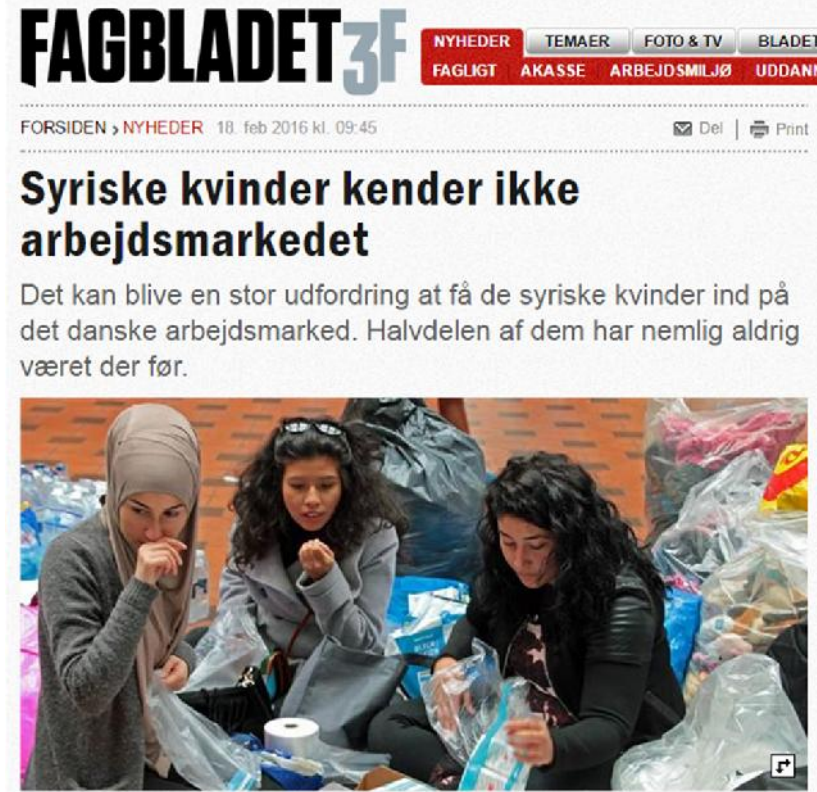 FAGBLADET3F
NYHEDER TEMAER FOTO & TV BLADET
FAGLIGT AKASSE ARBEJDSMILJØ UDDANN
FORSIDEN › NYHEDER 18. feb 2016 kl. 09:45 Del | Print
Syriske kvinder kender ikke
arbejdsmarkedet
Det kan blive en stor udfordring at få de syriske kvinder ind på
det danske arbejdsmarked. Halvdelen af dem har nemlig aldrig
været der før.